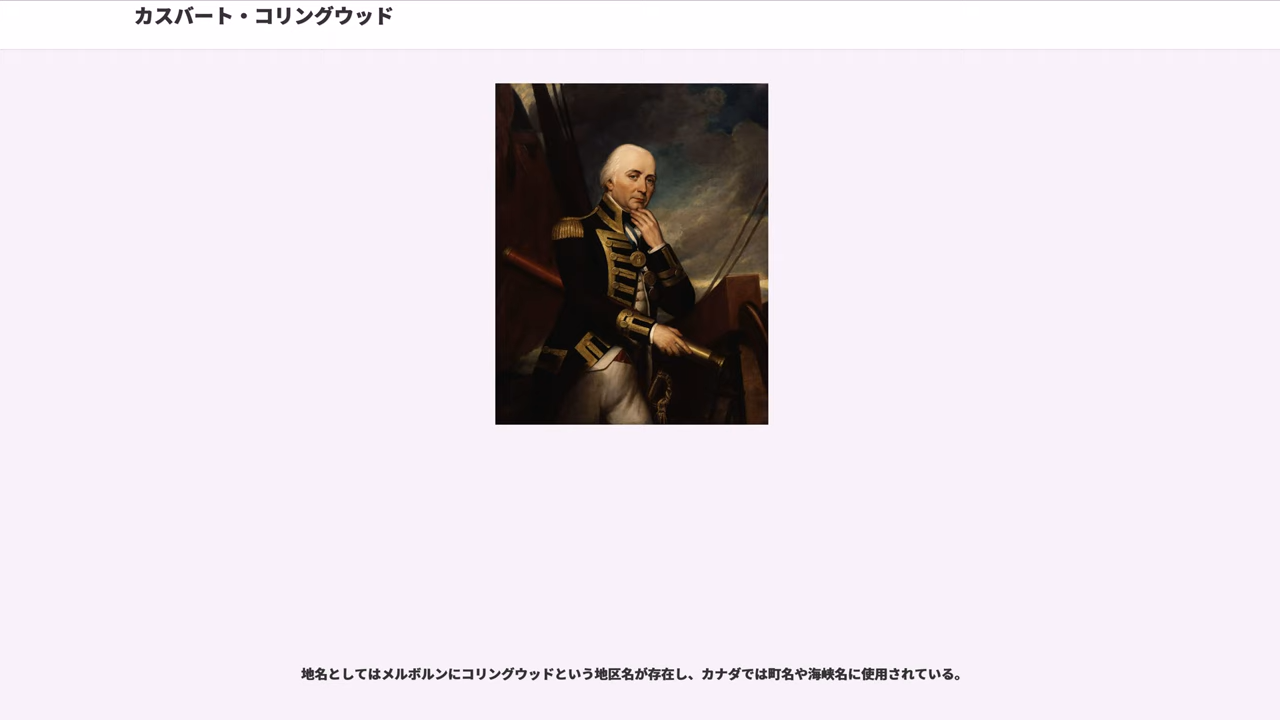 カスバート・コリングウッド
地名としてはメルボルンにコリングウッドという地区名が存在し、カナダでは町名や海峡名に使用されている。